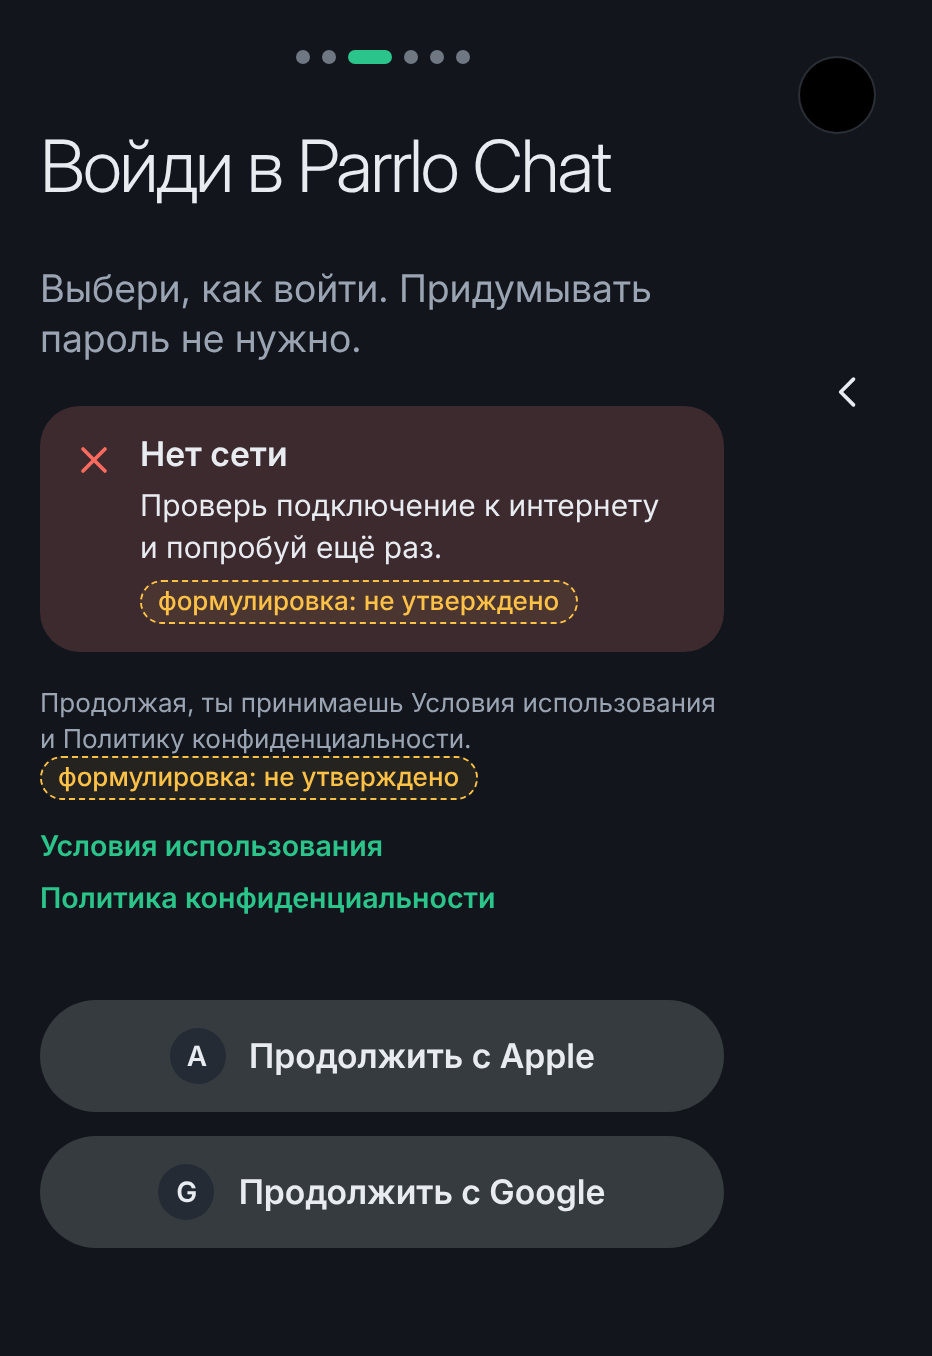 Войди в Parrlo Chat
Выбери, как войти. Придумывать
пароль не нужно.
Нет сети
Проверь подключение к интернету
и попробуй ещё раз.
формулировка: не утверждено
Продолжая, ты принимаешь Условия использования
и Политику конфиденциальности.
формулировка: не утверждено
Условия использования
Политика конфиденциальности
A Продолжить с Apple
G Продолжить с Google